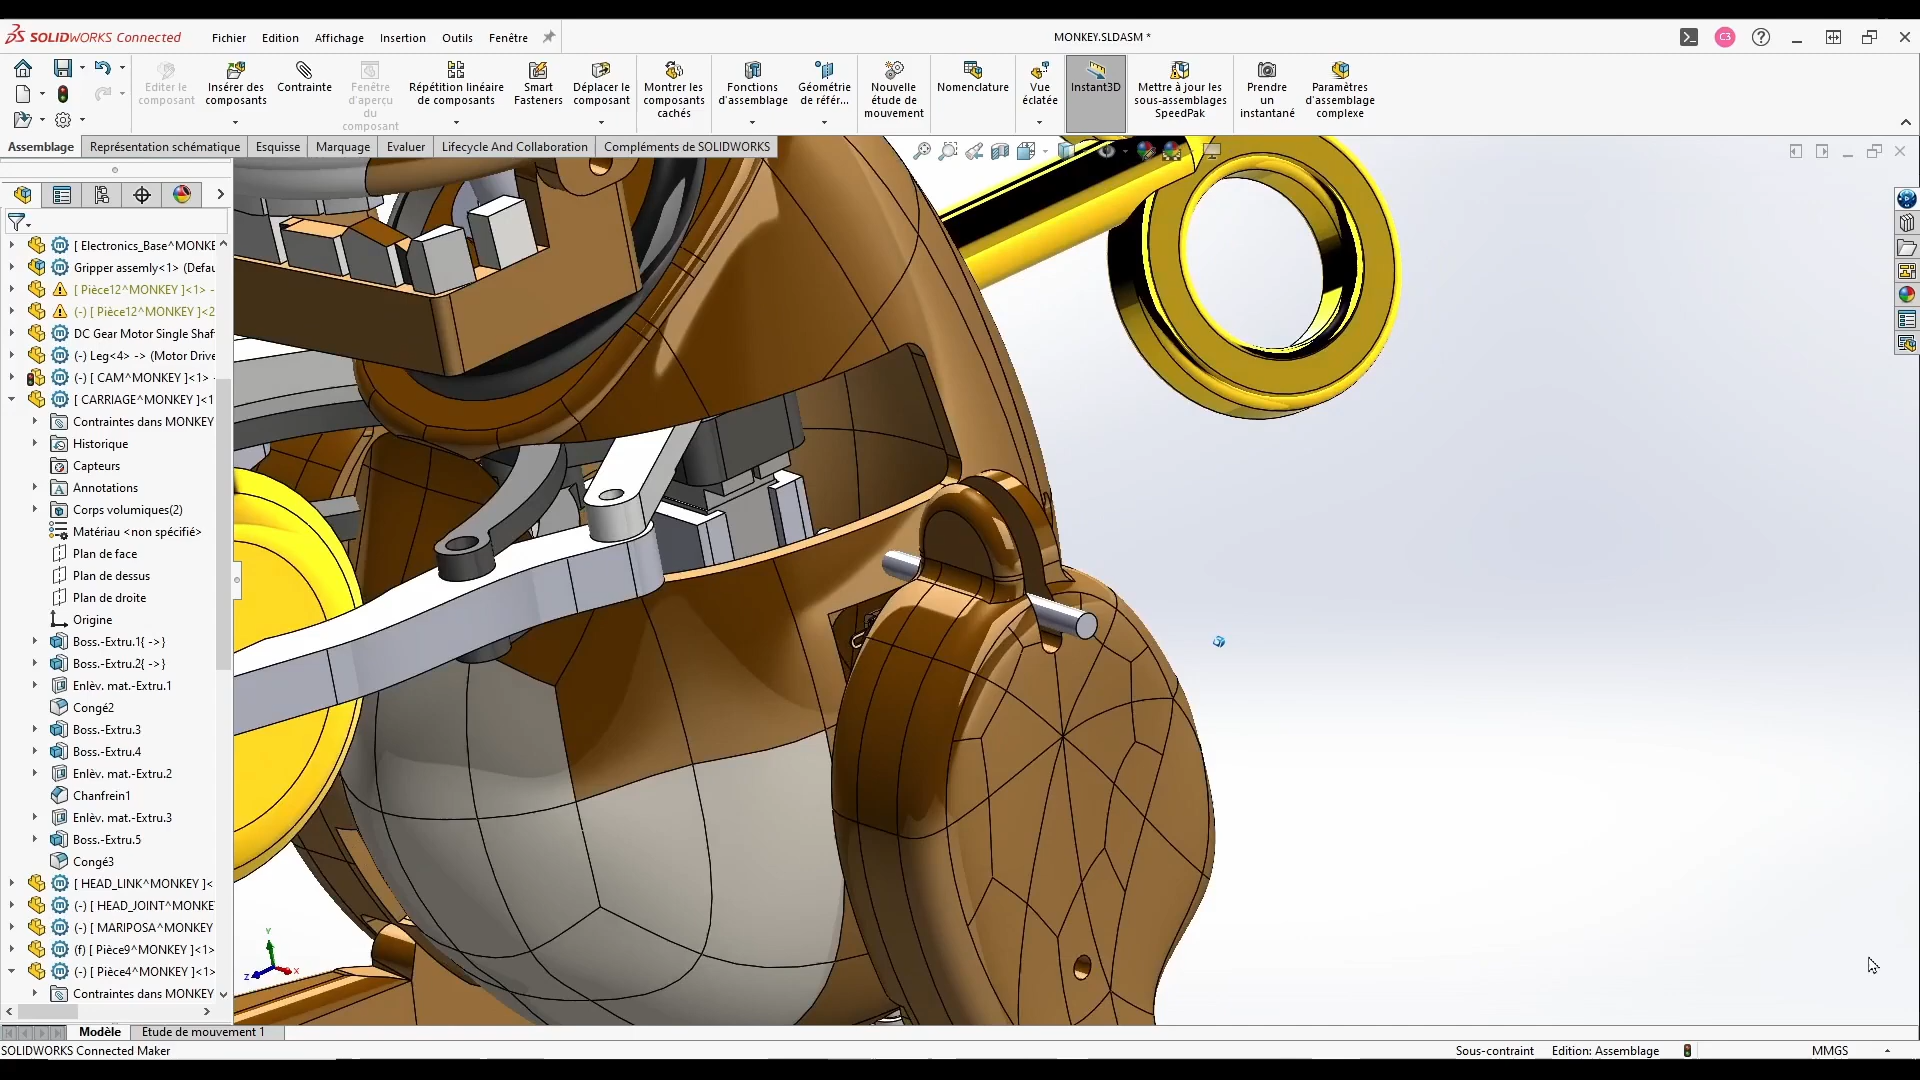 SOLIDWORKS Connected
Fichier Edition Affichage Insertion Outils Fenêtre
MONKEY.SLDASM *
C3
Editer le composant
Insérer des composants
Contrainte
Fenêtre d'aperçu du composant
Répétition linéaire de composants
Smart Fasteners
Déplacer le composant
Montrer les composants cachés
Fonctions d'assemblage
Géométrie de référ...
Nouvelle étude de mouvement
Nomenclature
Vue éclatée
Instant3D
Mettre à jour les sous-assemblages SpeedPak
Prendre un instantané
Paramètres d'assemblage complexe
Assemblage Représentation schématique Esquisse Marquage Evaluer Lifecycle And Collaboration Compléments de SOLIDWORKS
[ Electronics_Base^MONKE
Gripper assemly<1> (Defau
[ Pièce12^MONKEY ]<1> -
(-) [ Pièce12^MONKEY ]<2
DC Gear Motor Single Shaf
(-) Leg<4> -> (Motor Drive
(-) [ CAM^MONKEY ]<1> -
[ CARRIAGE^MONKEY ]<1
Contraintes dans MONKEY
Historique
Capteurs
Annotations
Corps volumiques(2)
Matériau <non spécifié>
Plan de face
Plan de dessus
Plan de droite
Origine
Boss.-Extru.1{ ->}
Boss.-Extru.2{ ->}
Enlèv. mat.-Extru.1
Congé2
Boss.-Extru.3
Boss.-Extru.4
Enlèv. mat.-Extru.2
Chanfrein1
Enlèv. mat.-Extru.3
Boss.-Extru.5
Congé3
[ HEAD_LINK^MONKEY ]<
(-) [ HEAD_JOINT^MONKE
(-) [ MARIPOSA^MONKEY
(f) [ Pièce9^MONKEY ]<1>
(-) [ Pièce4^MONKEY ]<1>
Contraintes dans MONKEY
Y
Z
X
Modèle Etude de mouvement 1
SOLIDWORKS Connected Maker
Sous-contraint Edition: Assemblage MMGS